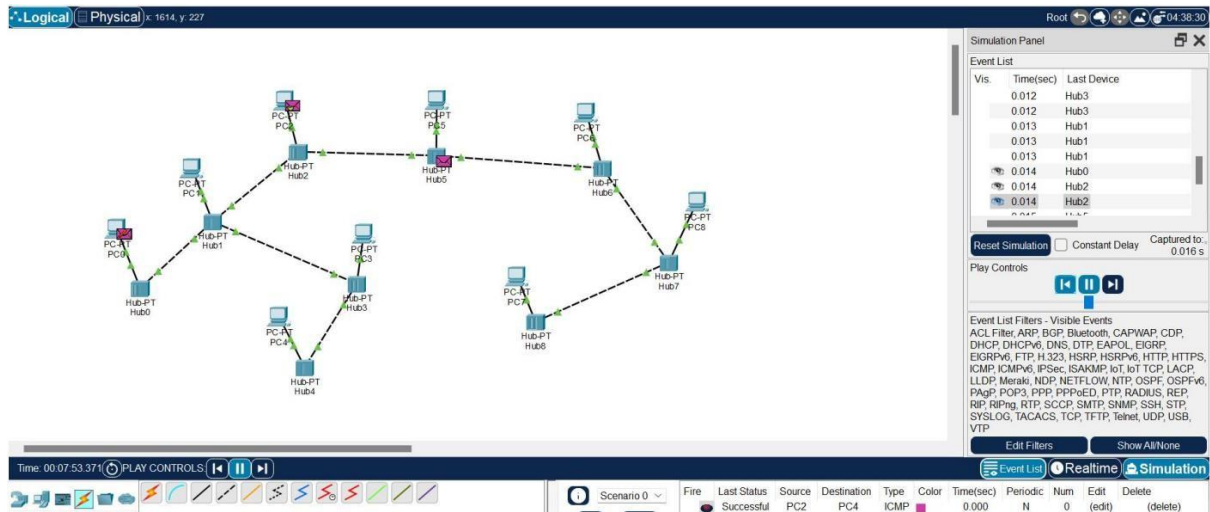 Logical Physical x: 1614, y: 227 Root 04:38:30
Simulation Panel
Event List
Vis. Time(sec) Last Device
0.012 Hub3
0.012 Hub3
0.013 Hub1
0.013 Hub1
0.013 Hub1
0.014 Hub0
0.014 Hub2
0.014 Hub2
Reset Simulation Constant Delay Captured to:
0.016 s
Play Controls
Event List Filters - Visible Events
ACL Filter, ARP, BGP, Bluetooth, CAPWAP, CDP,
DHCP, DHCPv6, DNS, DTP, EAPOL, EIGRP,
EIGRPv6, FTP, H.323, HSRP, HSRPv6, HTTP, HTTPS,
ICMP, ICMPv6, IPSec, ISAKMP, IoT, IoT TCP, LACP,
LLDP, Meraki, NDP, NETFLOW, NTP, OSPF, OSPFv6,
PAgP, POP3, PPP, PPPoED, PTP, RADIUS, REP,
RIP, RIPng, RTP, SCCP, SMTP, SNMP, SSH, STP,
SYSLOG, TACACS, TCP, TFTP, Telnet, UDP, USB,
VTP
Edit Filters Show All/None
PC-PT
PC2
PC-PT
PC5
PC-PT
PC6
Hub-PT
Hub2
Hub-PT
Hub5
Hub-PT
Hub6
PC-PT
PC1
PC-PT
PC8
PC-PT
PC0
Hub-PT
Hub1
PC-PT
PC3
Hub-PT
Hub7
Hub-PT
Hub0
Hub-PT
Hub3
PC-PT
PC7
PC-PT
PC4
Hub-PT
Hub8
Hub-PT
Hub4
Time: 00:07:53.371 PLAY CONTROLS: Event List Realtime Simulation
Scenario 0 Fire Last Status Source Destination Type Color Time(sec) Periodic Num Edit Delete
Successful PC2 PC4 ICMP 0.000 N 0 (edit) (delete)